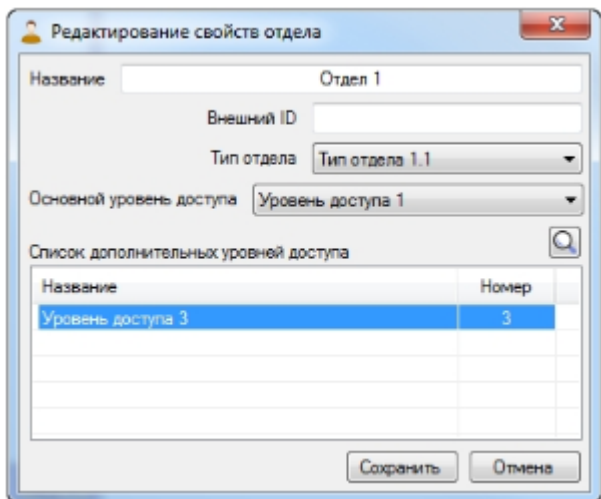 Редактирование свойств отдела
Название Отдел 1
Внешний ID
Тип отдела Тип отдела 1.1
Основной уровень доступа Уровень доступа 1
Список дополнительных уровней доступа
Название Номер
Уровень доступа 3 3
Сохранить Отмена